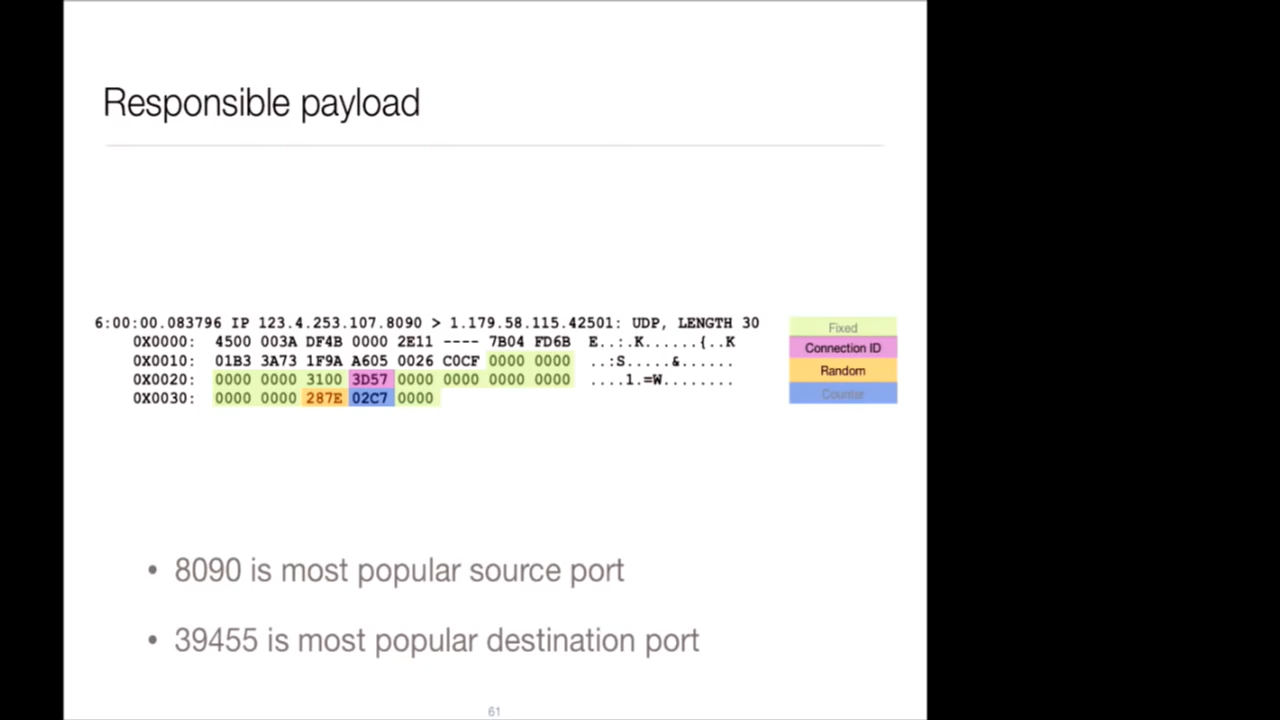 Responsible payload
6:00:00.083796 IP 123.4.253.107.8090 > 1.179.58.115.42501: UDP, LENGTH 30
0X0000: 4500 003A DF4B 0000 2E11 ---- 7B04 FD6B E..:.K......{..K
0X0010: 01B3 3A73 1F9A A605 0026 C0CF 0000 0000 ..:S.....&......
0X0020: 0000 0000 3100 3D57 0000 0000 0000 0000 ....1.=W........
0X0030: 0000 0000 287E 02C7 0000
Fixed
Connection ID
Random
Counter
• 8090 is most popular source port
• 39455 is most popular destination port
61